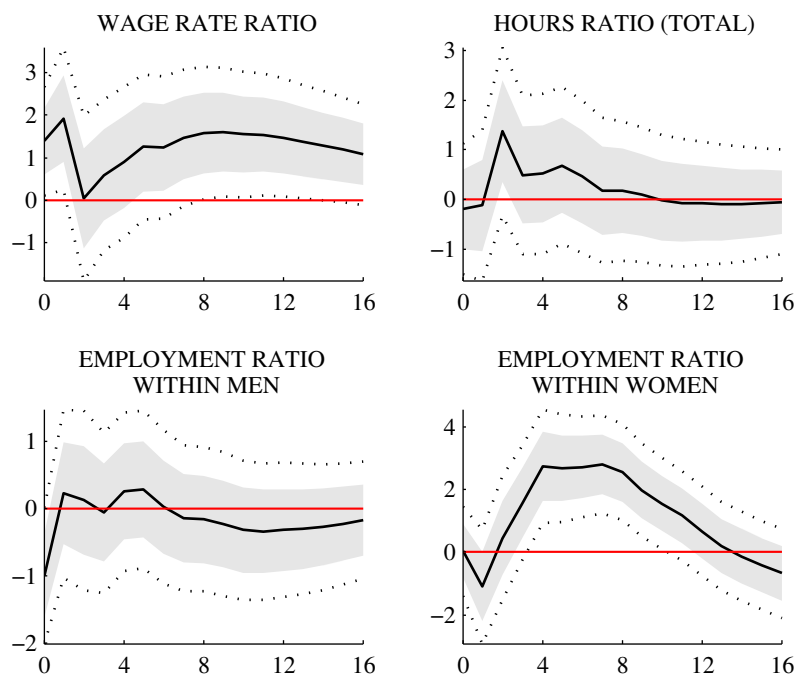 WAGE RATE RATIO
3
2
1
0
−1
0 4 8 12 16
HOURS RATIO (TOTAL)
3
2
1
0
−1
0 4 8 12 16
EMPLOYMENT RATIO
WITHIN MEN
1
0
−1
−2
0 4 8 12 16
EMPLOYMENT RATIO
WITHIN WOMEN
4
2
0
−2
0 4 8 12 16